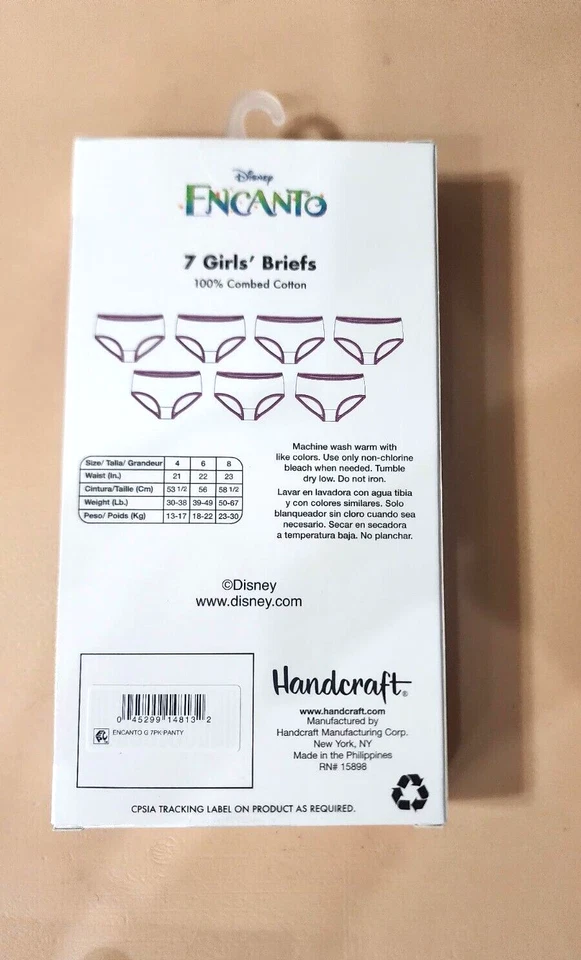 Disney
ENCANTO
7 Girls' Briefs
100% Combed Cotton
Size/ Talla/ Grandeur 4 6 8
Waist (In.) 21 22 23
Cintura/Taille (Cm) 53 1/2 56 58 1/2
Weight (Lb.) 30-38 39-49 50-67
Peso/ Poids (Kg) 13-17 18-22 23-30
Machine wash warm with
like colors. Use only non-chlorine
bleach when needed. Tumble
dry low. Do not iron.
Lavar en lavadora con agua tibia
y con colores similares. Solo
blanqueador sin cloro cuando sea
necesario. Secar en secadora
a temperatura baja. No planchar.
©Disney
www.disney.com
0 45299 14813 2
ENCANTO G 7PK PANTY
Handcraft®
www.handcraft.com
Manufactured by
Handcraft Manufacturing Corp.
New York, NY
Made in the Philippines
RN# 15898
CPSIA TRACKING LABEL ON PRODUCT AS REQUIRED.